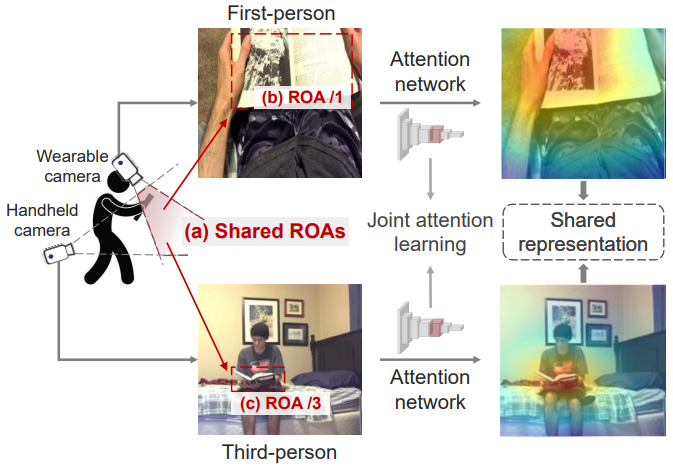 First-person
(b) ROA /1
Attention
network
Wearable
camera
Handheld
camera
(a) Shared ROAs
Joint attention
learning
Shared
representation
(c) ROA /3
Attention
network
Third-person